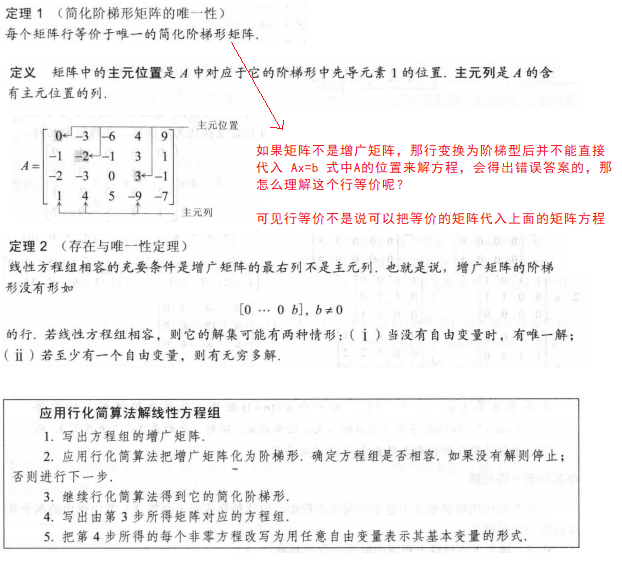 定理 1 （简化阶梯形矩阵的唯一性）
每个矩阵行等价于唯一的简化阶梯形矩阵.
定义 矩阵中的主元位置是 A 中对应于它的阶梯形中先导元素 1 的位置. 主元列是 A 的含
有主元位置的列.
主元位置
A =
0 -3 -6 4 9
-1 -2 -1 3 1
-2 -3 0 3 -1
1 4 5 -9 -7
主元列
如果矩阵不是增广矩阵，那行变换为阶梯型后并不能直接
代入 Ax=b 式中A的位置来解方程，会得出错误答案的，那
怎么理解这个行等价呢？
可见行等价不是说可以把等价的矩阵代入上面的矩阵方程
定理 2 （存在与唯一性定理）
线性方程组相容的充要条件是增广矩阵的最右列不是主元列. 也就是说，增广矩阵的阶梯
形没有形如
[0 ⋯ 0 b], b≠0
的行. 若线性方程组相容，则它的解集可能有两种情形：（ⅰ）当没有自由变量时，有唯一解；
（ⅱ）若至少有一个自由变量，则有无穷多解.
应用行化简算法解线性方程组
1. 写出方程组的增广矩阵.
2. 应用行化简算法把增广矩阵化为阶梯形. 确定方程组是否相容. 如果没有解则停止；
否则进行下一步.
3. 继续行化简算法得到它的简化阶梯形.
4. 写出由第 3 步所得矩阵对应的方程组.
5. 把第 4 步所得的每个非零方程改写为用任意自由变量表示其基本变量的形式.